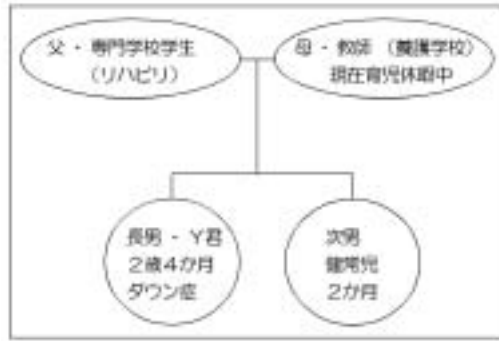 父・専門学校学生
(リハビリ)
母・教師 (養護学校)
現在育児休暇中
長男 - Y君
2歳4か月
ダウン症
次男
健常児
2か月